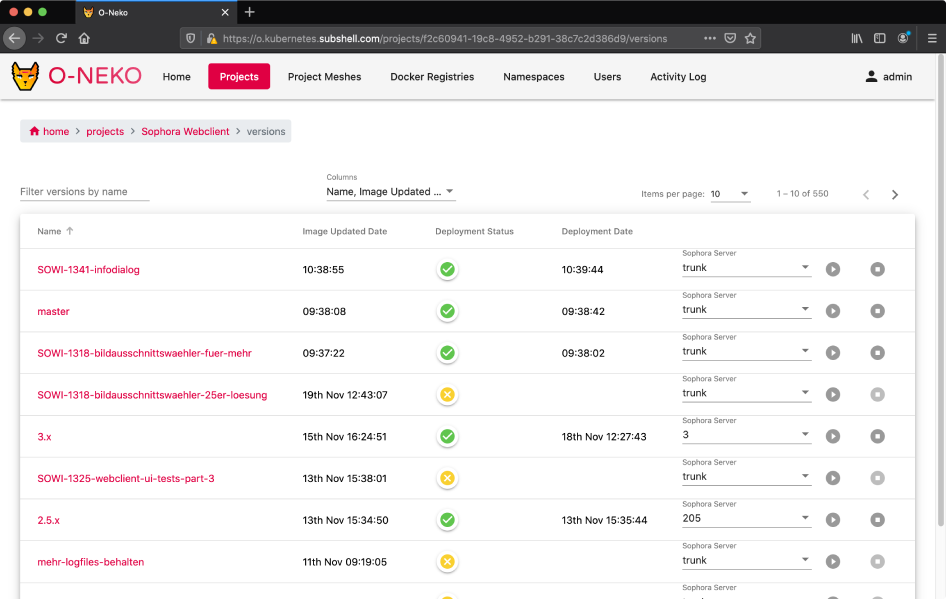 O-Neko
https://o.kubernetes.subshell.com/projects/f2c60941-19c8-4952-b291-38c7c2d386d9/versions
O-NEKO Home Projects Project Meshes Docker Registries Namespaces Users Activity Log admin
home > projects > Sophora Webclient > versions
Columns
Filter versions by name Name, Image Updated ... Items per page: 10 1 – 10 of 550
Name Image Updated Date Deployment Status Deployment Date
Sophora Server
SOWI-1341-infodialog 10:38:55 10:39:44 trunk
Sophora Server
master 09:38:08 09:38:42 trunk
Sophora Server
SOWI-1318-bildausschnittswaehler-fuer-mehr 09:37:22 09:38:02 trunk
Sophora Server
SOWI-1318-bildausschnittswaehler-25er-loesung 19th Nov 12:43:07 trunk
Sophora Server
3.x 15th Nov 16:24:51 18th Nov 12:27:43 3
Sophora Server
SOWI-1325-webclient-ui-tests-part-3 13th Nov 15:38:01 trunk
Sophora Server
2.5.x 13th Nov 15:34:50 13th Nov 15:35:44 205
Sophora Server
mehr-logfiles-behalten 11th Nov 09:19:05 trunk
Sophora Server